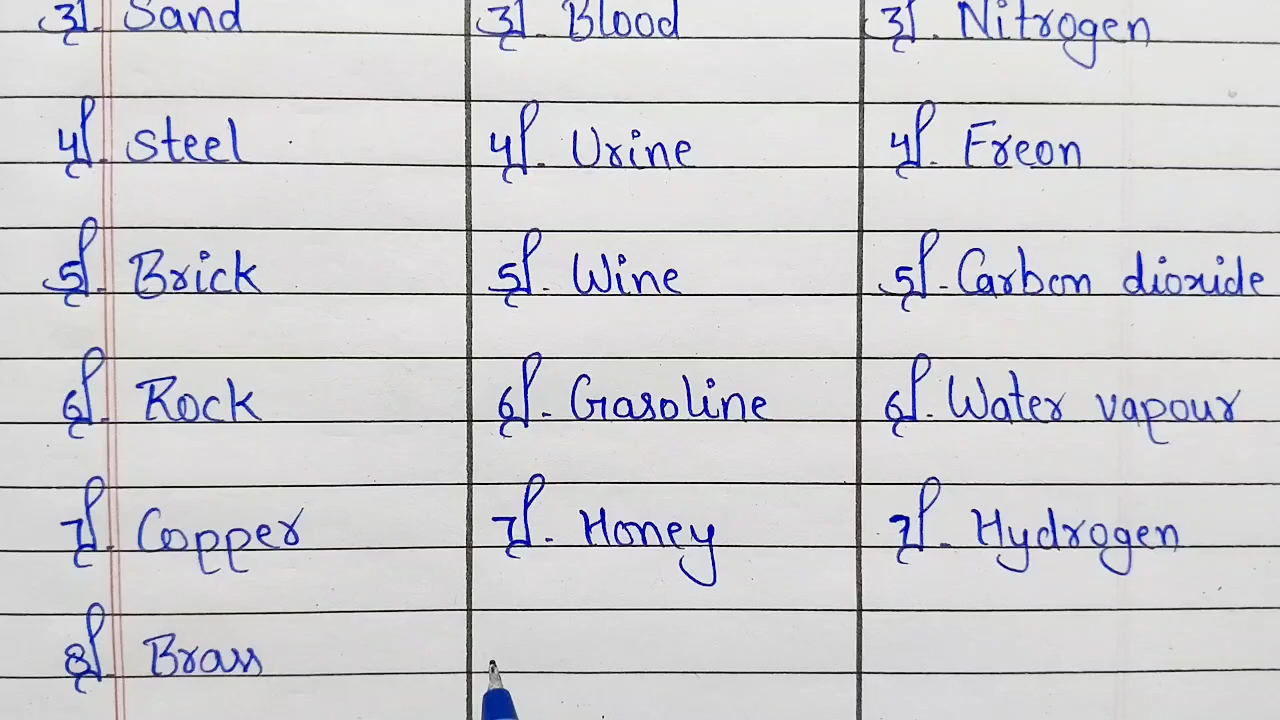 3. Sand 3. Blood 3. Nitrogen
4. Steel 4. Urine 4. Freon
5. Brick 5. Wine 5. Carbon dioxide
6. Rock 6. Gasoline 6. Water vapour
7. Copper 7. Honey 7. Hydrogen
8. Brass